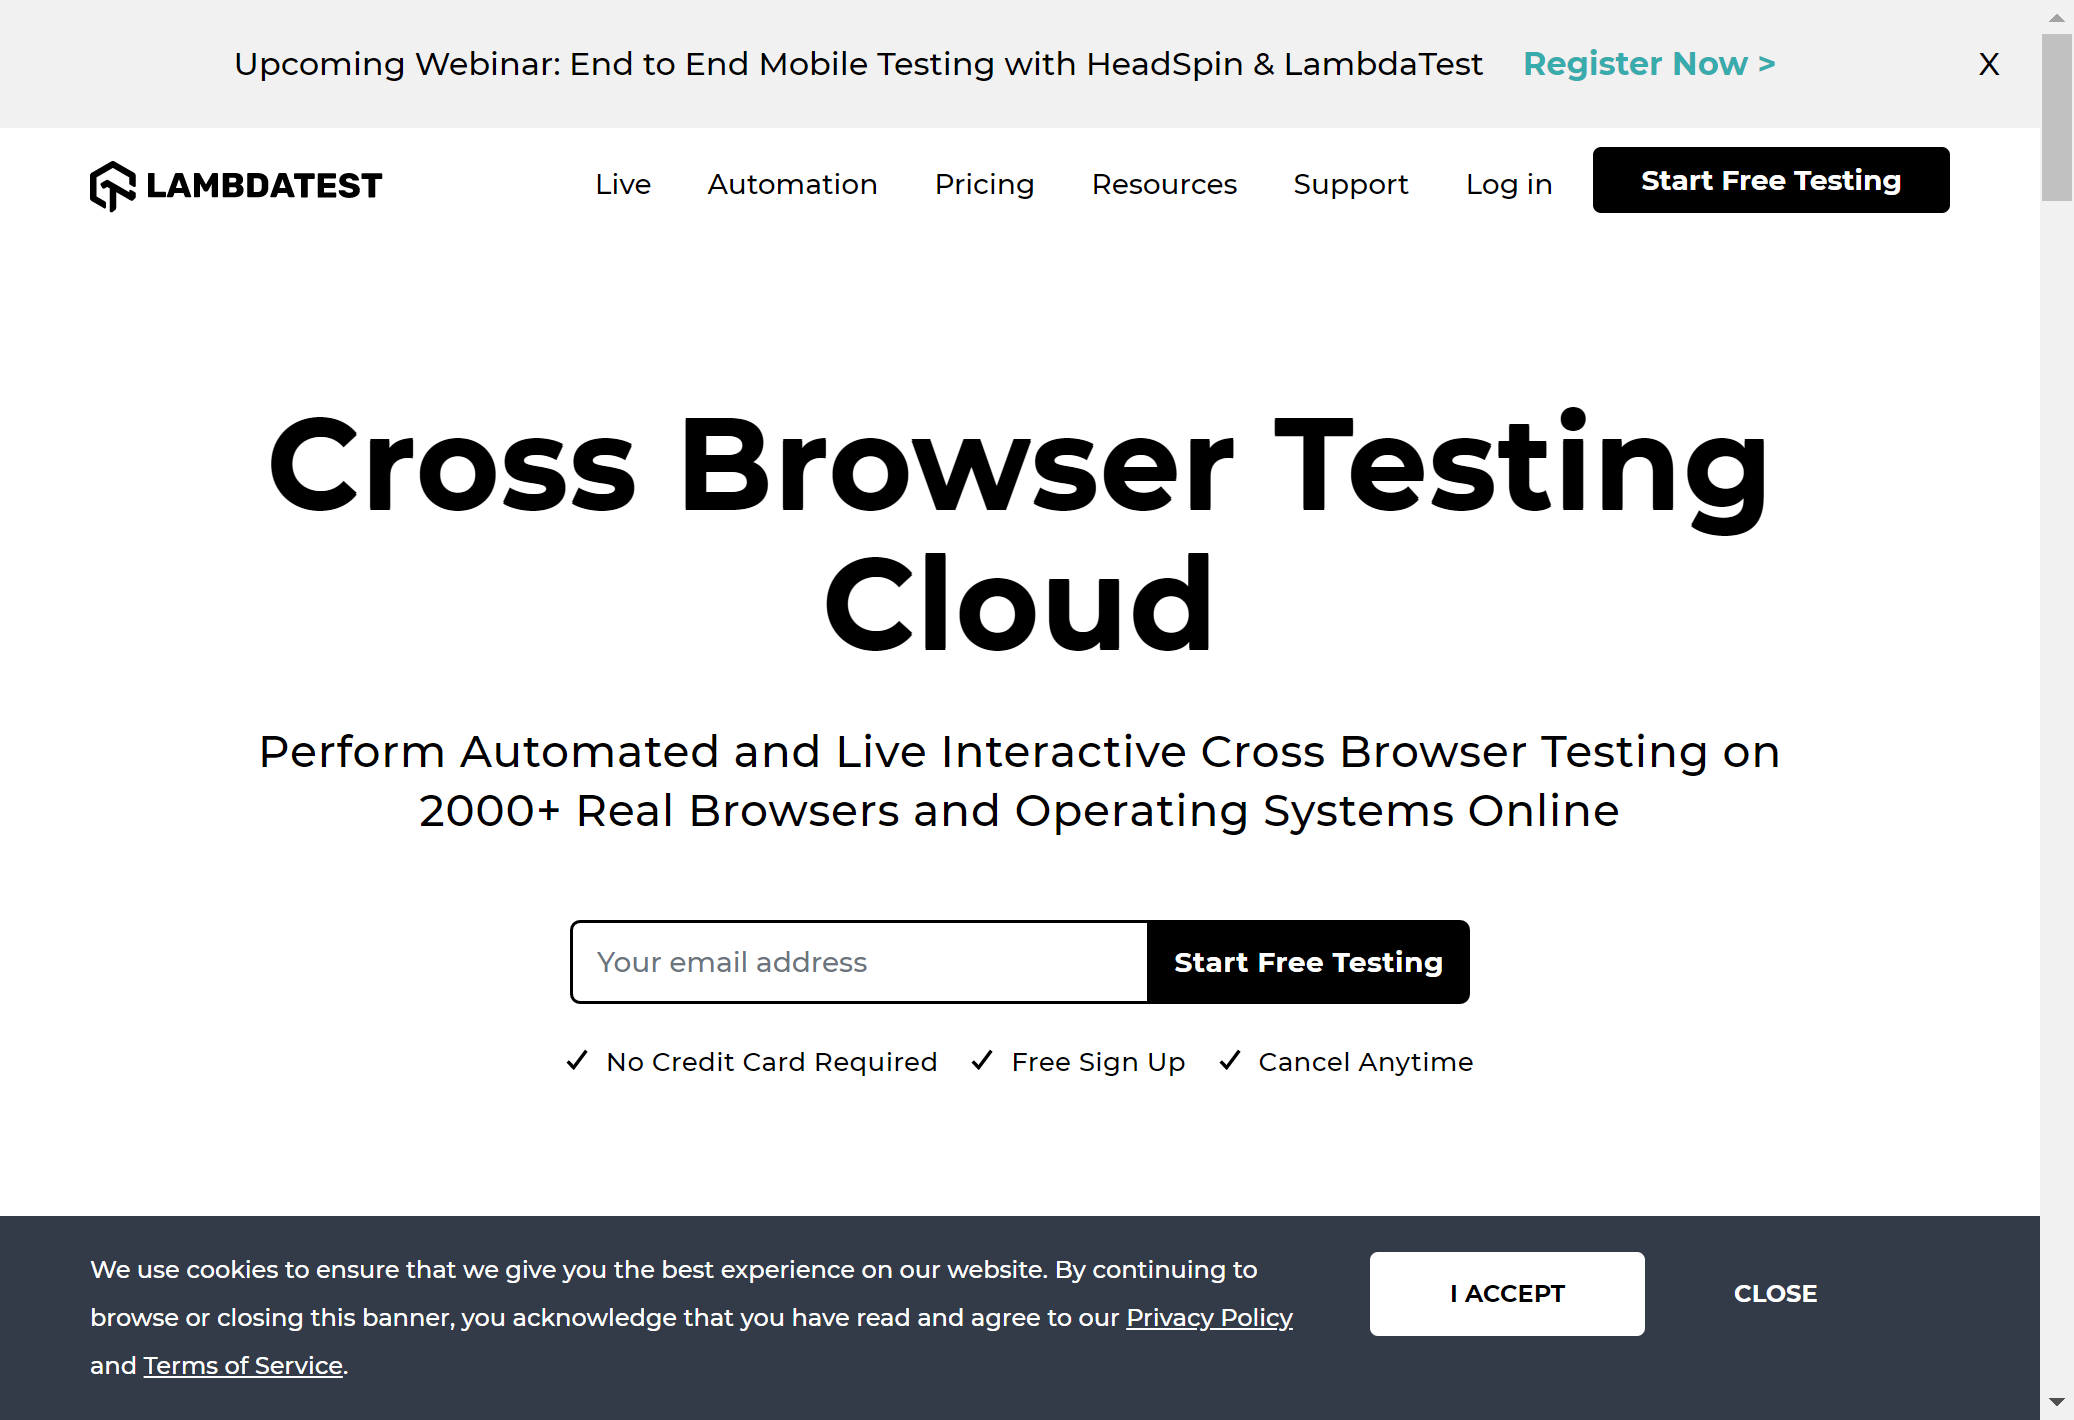 Upcoming Webinar: End to End Mobile Testing with HeadSpin & LambdaTest Register Now > X
LAMBDATEST Live Automation Pricing Resources Support Log in Start Free Testing
Cross Browser Testing
Cloud
Perform Automated and Live Interactive Cross Browser Testing on
2000+ Real Browsers and Operating Systems Online
Your email address Start Free Testing
✓ No Credit Card Required ✓ Free Sign Up ✓ Cancel Anytime
We use cookies to ensure that we give you the best experience on our website. By continuing to
browse or closing this banner, you acknowledge that you have read and agree to our Privacy Policy
and Terms of Service.
I ACCEPT CLOSE